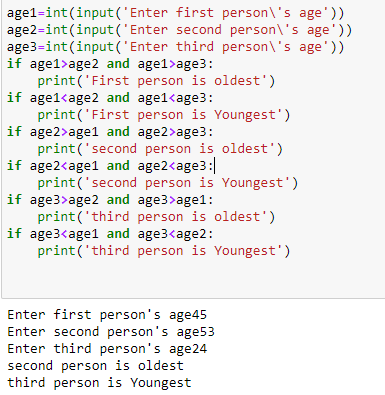 age1=int(input('Enter first person\'s age'))
age2=int(input('Enter second person\'s age'))
age3=int(input('Enter third person\'s age'))
if age1>age2 and age1>age3:
    print('First person is oldest')
if age1<age2 and age1<age3:
    print('First person is Youngest')
if age2>age1 and age2>age3:
    print('second person is oldest')
if age2<age1 and age2<age3:
    print('second person is Youngest')
if age3>age2 and age3>age1:
    print('third person is oldest')
if age3<age1 and age3<age2:
    print('third person is Youngest')
Enter first person's age45
Enter second person's age53
Enter third person's age24
second person is oldest
third person is Youngest